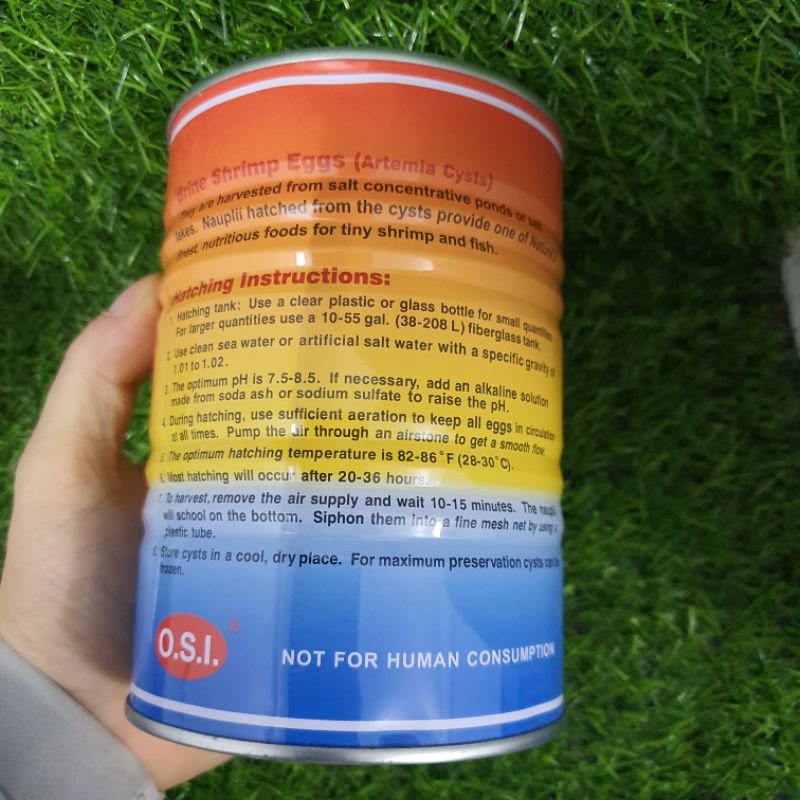 Brine Shrimp Eggs (Artemia Cysts)
They are harvested from salt concentrative ponds or salt
lakes. Nauplii hatched from the cysts provide one of Nature's
finest, nutritious foods for tiny shrimp and fish.
Hatching Instructions:
1. Hatching tank: Use a clear plastic or glass bottle for small quantities.
For larger quantities use a 10-55 gal. (38-208 L) fiberglass tank.
2. Use clean sea water or artificial salt water with a specific gravity of
1.01 to 1.02.
3. The optimum pH is 7.5-8.5. If necessary, add an alkaline solution
made from soda ash or sodium sulfate to raise the pH.
4. During hatching, use sufficient aeration to keep all eggs in circulation
at all times. Pump the air through an airstone to get a smooth flow.
5. The optimum hatching temperature is 82-86°F (28-30°C).
6. Most hatching will occur after 20-36 hours.
7. To harvest, remove the air supply and wait 10-15 minutes. The nauplii
will school on the bottom. Siphon them into a fine mesh net by using a
plastic tube.
8. Store cysts in a cool, dry place. For maximum preservation cysts can be
frozen.
O.S.I.®
NOT FOR HUMAN CONSUMPTION